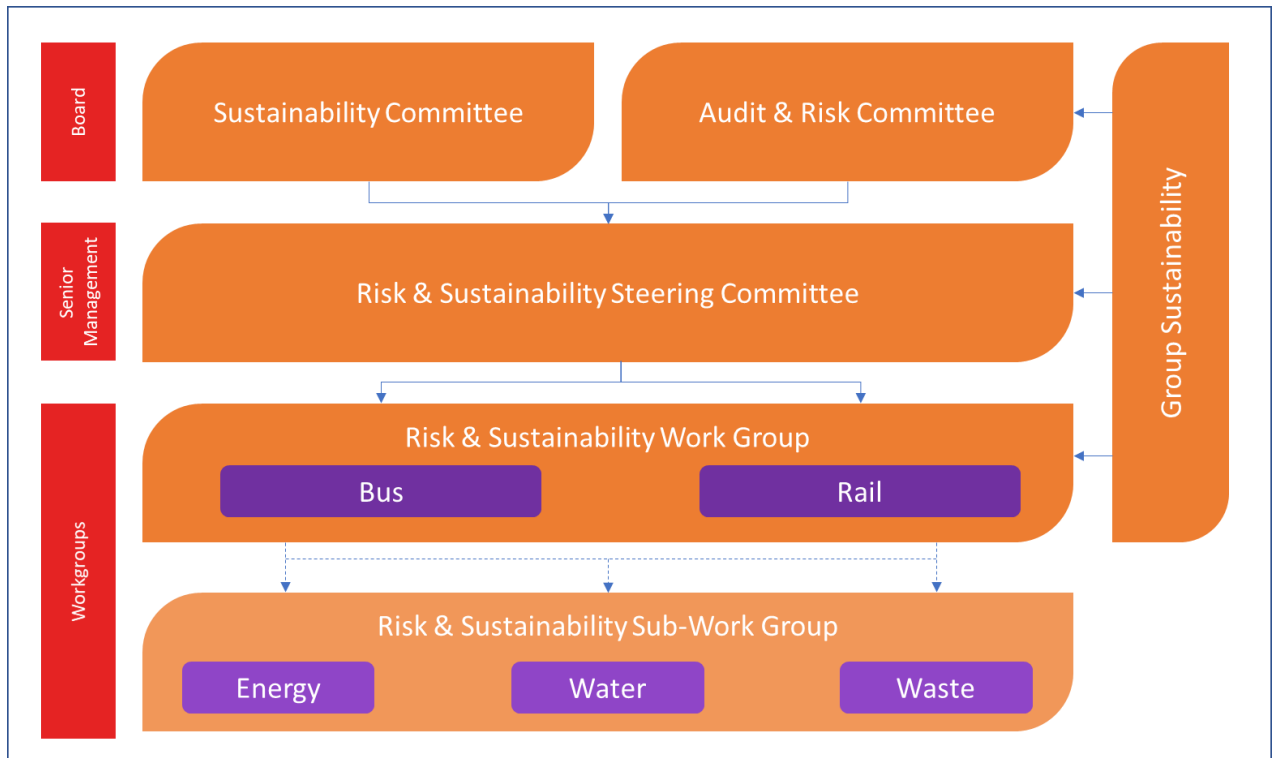 Board
Sustainability Committee
Audit & Risk Committee
Senior
Management
Risk & Sustainability Steering Committee
Group Sustainability
Workgroups
Risk & Sustainability Work Group
Bus
Rail
Risk & Sustainability Sub-Work Group
Energy
Water
Waste